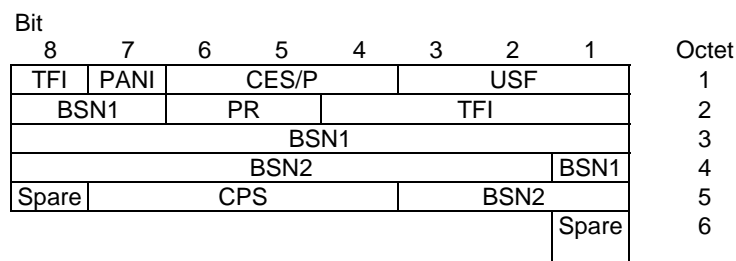 Bit
8 7 6 5 4 3 2 1 Octet
TFI PANI CES/P USF 1
BSN1 PR TFI 2
BSN1 3
BSN2 BSN1 4
Spare CPS BSN2 5
Spare 6